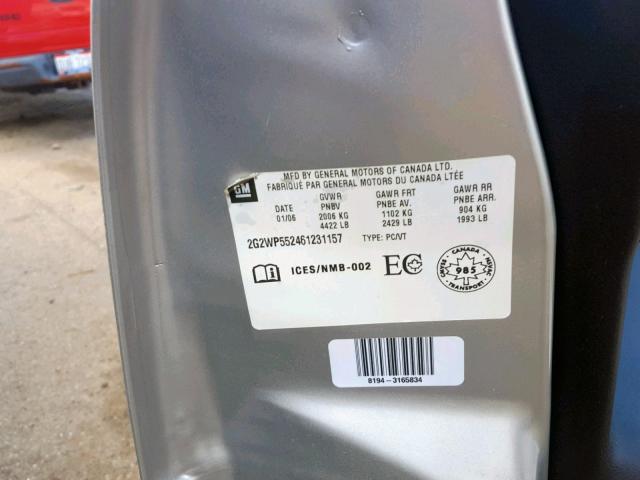 MFD BY GENERAL MOTORS OF CANADA LTD.
FABRIQUÉ PAR GENERAL MOTORS DU CANADA LTÉE
GM
GVWR GAWR FRT GAWR RR
DATE PNBV PNBE AV. PNBE ARR.
01/06 2006 KG 1102 KG 904 KG
4422 LB 2429 LB 1993 LB
2G2WP552461231157 TYPE: PC/VT
ICES/NMB-002 EC
CANADA
985
TRANSPORT
8194-3165834